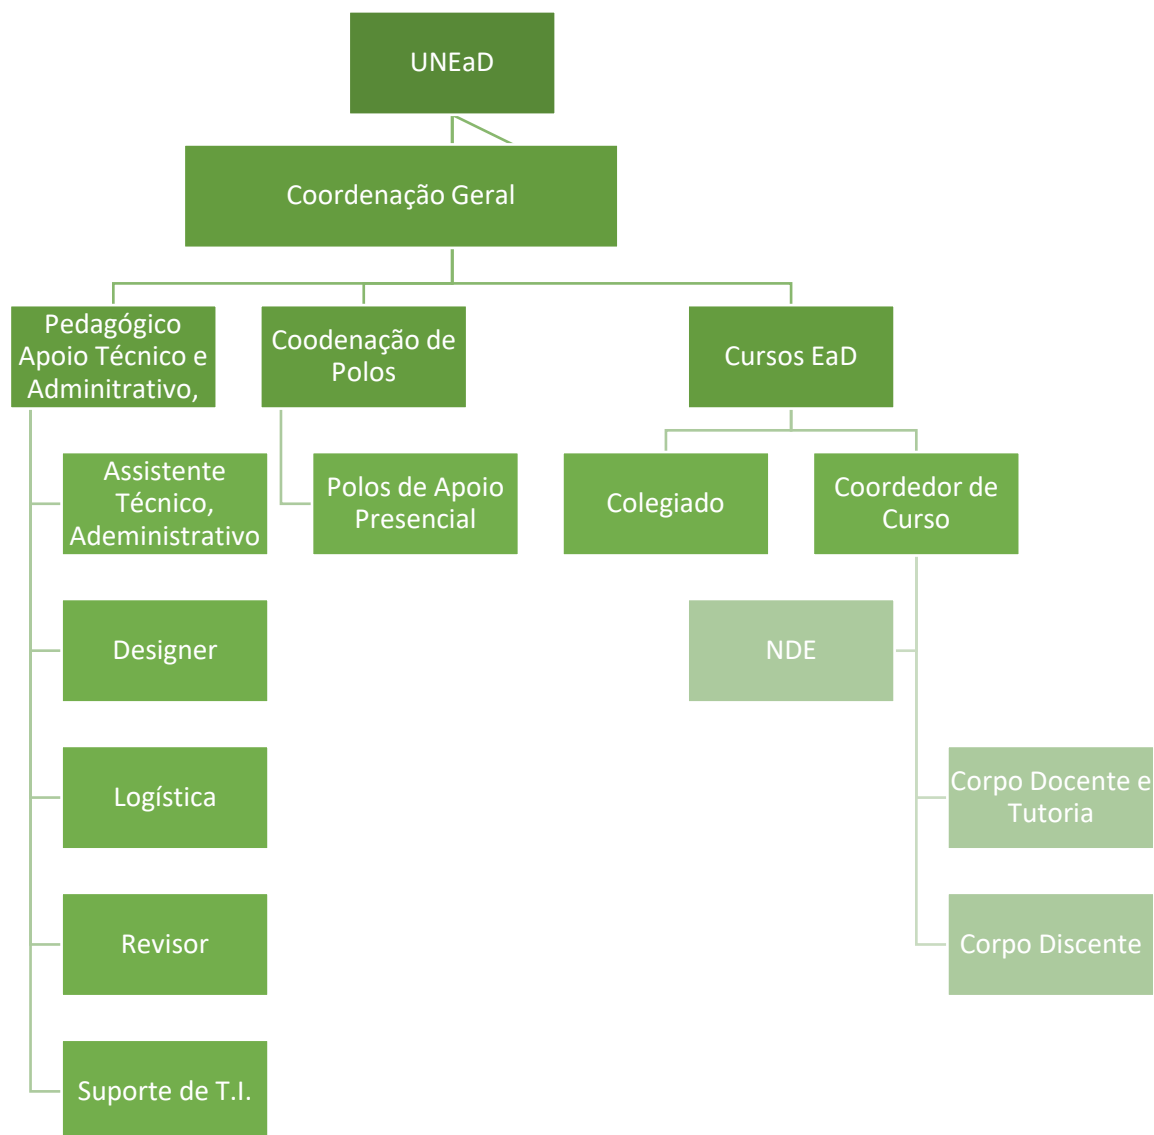 UNEaD
Coordenação Geral
Pedagógico
Apoio Técnico e
Adminitrativo,
Coodenação de
Polos
Cursos EaD
Assistente
Técnico,
Adeministrativo
Polos de Apoio
Presencial
Colegiado
Coordedor de
Curso
Designer
NDE
Logística
Corpo Docente e
Tutoria
Revisor
Corpo Discente
Suporte de T.I.